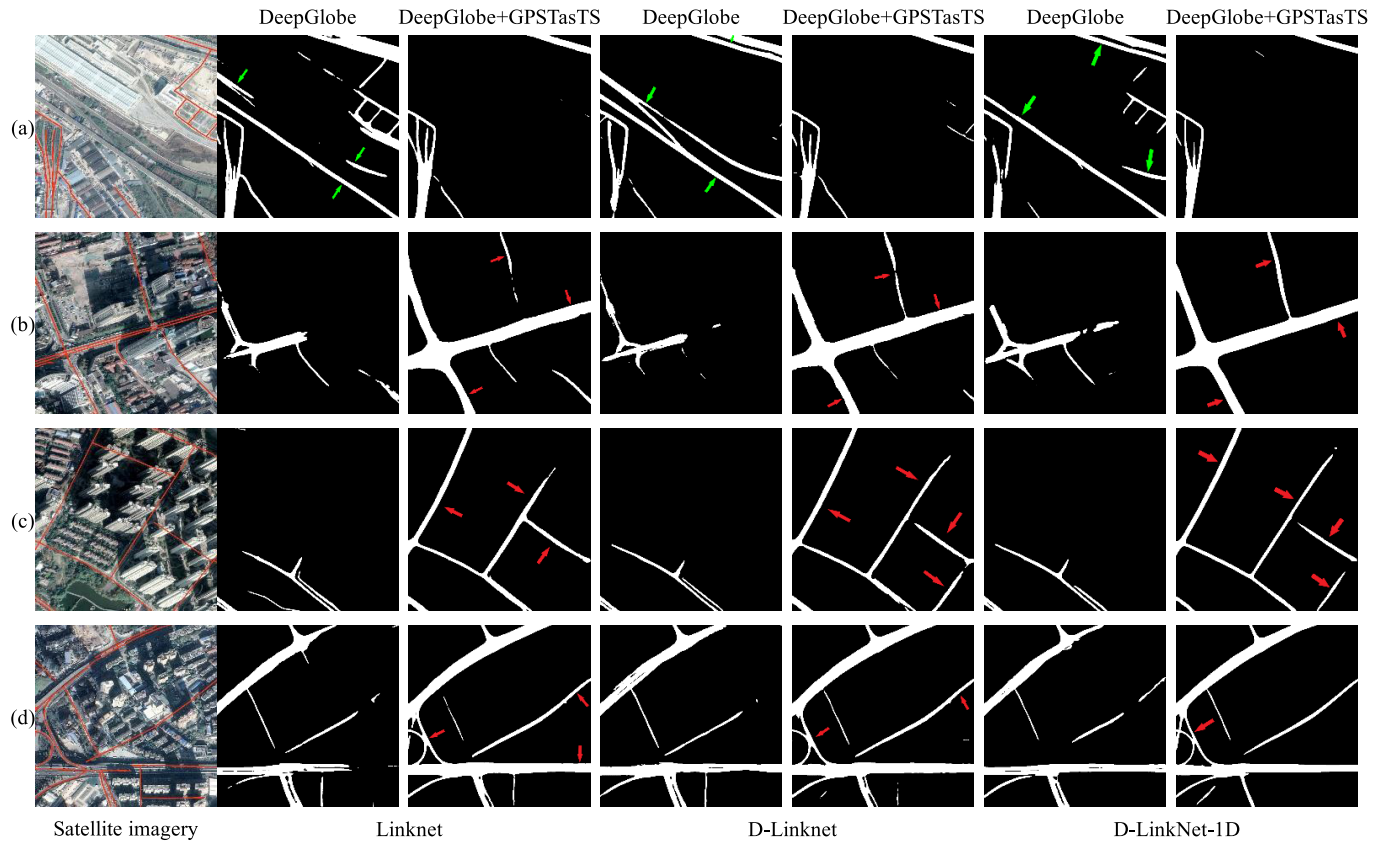 DeepGlobe DeepGlobe+GPSTasTS DeepGlobe DeepGlobe+GPSTasTS DeepGlobe DeepGlobe+GPSTasTS
(a)
(b)
(c)
(d)
Satellite imagery Linknet D-Linknet D-LinkNet-1D